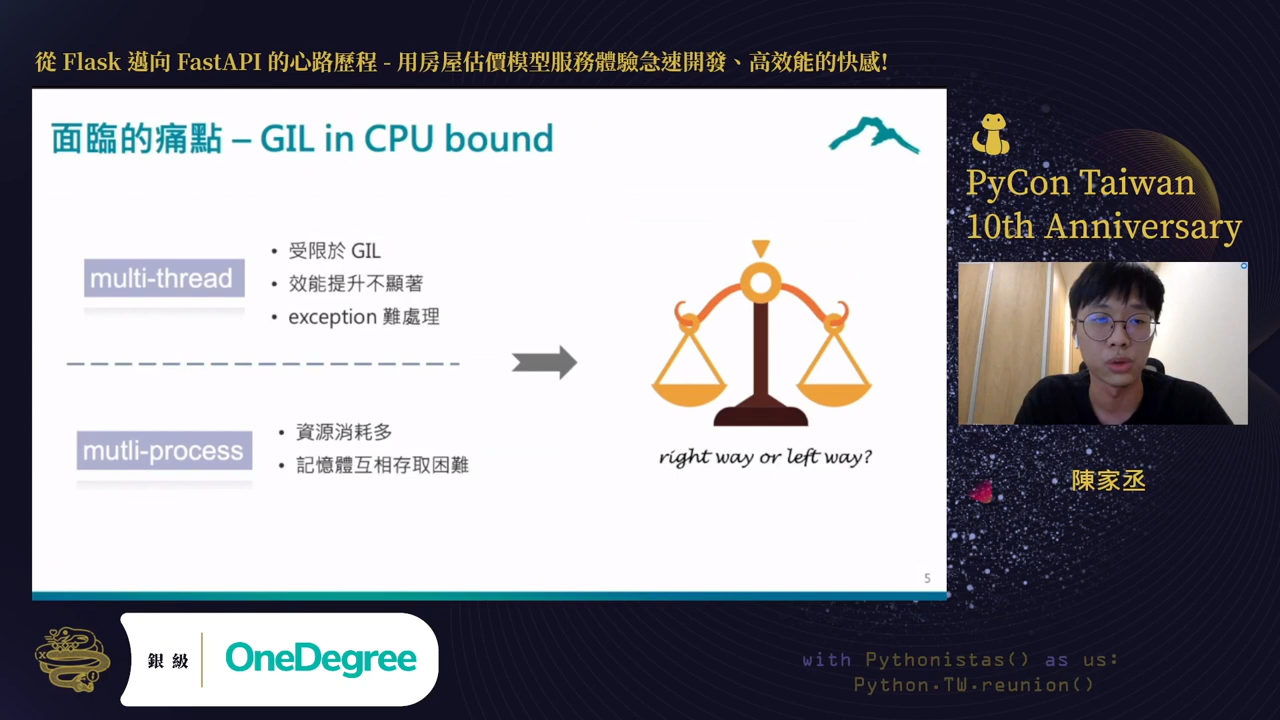 從 Flask 邁向 FastAPI 的心路歷程 - 用房屋估價模型服務體驗急速開發、高效能的快感!
面臨的痛點 – GIL in CPU bound
multi-thread
• 受限於 GIL
• 效能提升不顯著
• exception 難處理
mutli-process
• 資源消耗多
• 記憶體互相存取困難
right way or left way?
5
PyCon Taiwan
10th Anniversary
陳家丞
銀級
OneDegree
with Pythonistas() as us:
Python.TW.reunion()